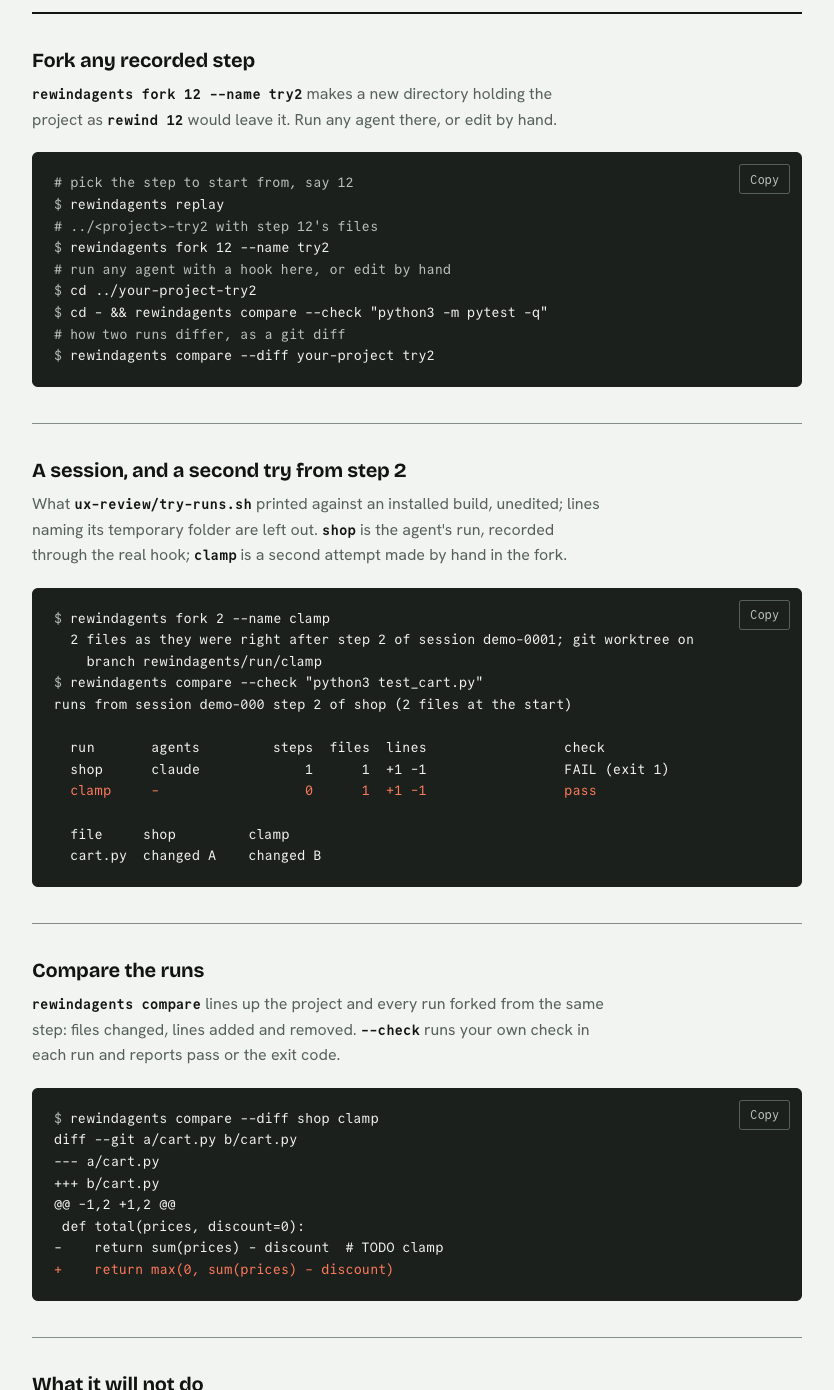 Fork any recorded step
rewindagents fork 12 --name try2 makes a new directory holding the
project as rewind 12 would leave it. Run any agent there, or edit by hand.
Copy
# pick the step to start from, say 12
$ rewindagents replay
# ../<project>-try2 with step 12's files
$ rewindagents fork 12 --name try2
# run any agent with a hook here, or edit by hand
$ cd ../your-project-try2
$ cd - && rewindagents compare --check "python3 -m pytest -q"
# how two runs differ, as a git diff
$ rewindagents compare --diff your-project try2
A session, and a second try from step 2
What ux-review/try-runs.sh printed against an installed build, unedited; lines
naming its temporary folder are left out. shop is the agent's run, recorded
through the real hook; clamp is a second attempt made by hand in the fork.
Copy
$ rewindagents fork 2 --name clamp
  2 files as they were right after step 2 of session demo-0001; git worktree on
    branch rewindagents/run/clamp
$ rewindagents compare --check "python3 test_cart.py"
runs from session demo-000 step 2 of shop (2 files at the start)
  run       agents         steps  files  lines                 check
  shop      claude             1      1  +1 -1                 FAIL (exit 1)
  clamp     -                  0      1  +1 -1                 pass
  file     shop         clamp
  cart.py  changed A    changed B
Compare the runs
rewindagents compare lines up the project and every run forked from the same
step: files changed, lines added and removed. --check runs your own check in
each run and reports pass or the exit code.
Copy
$ rewindagents compare --diff shop clamp
diff --git a/cart.py b/cart.py
--- a/cart.py
+++ b/cart.py
@@ -1,2 +1,2 @@
 def total(prices, discount=0):
-    return sum(prices) - discount  # TODO clamp
+    return max(0, sum(prices) - discount)
What it will not do